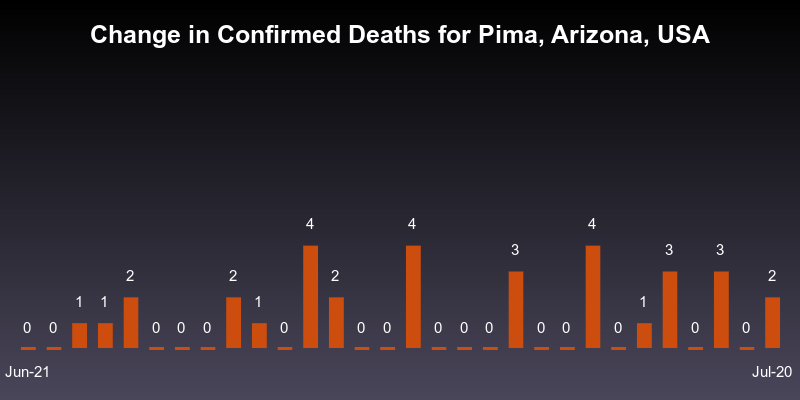 Change in Confirmed Deaths for Pima, Arizona, USA
0 0 1 1 2 0 0 0 2 1 0 4 2 0 0 4 0 0 0 3 0 0 4 0 1 3 0 3 0 2
Jun-21 Jul-20